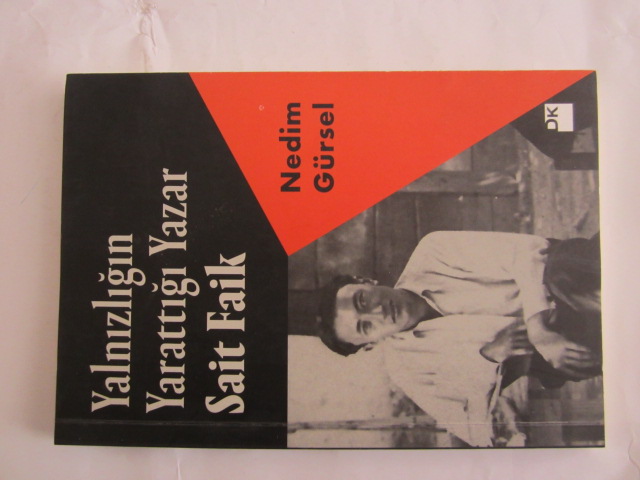 Yalnızlığın
Yarattığı Yazar
Sait Faik
Nedim
Gürsel
DK